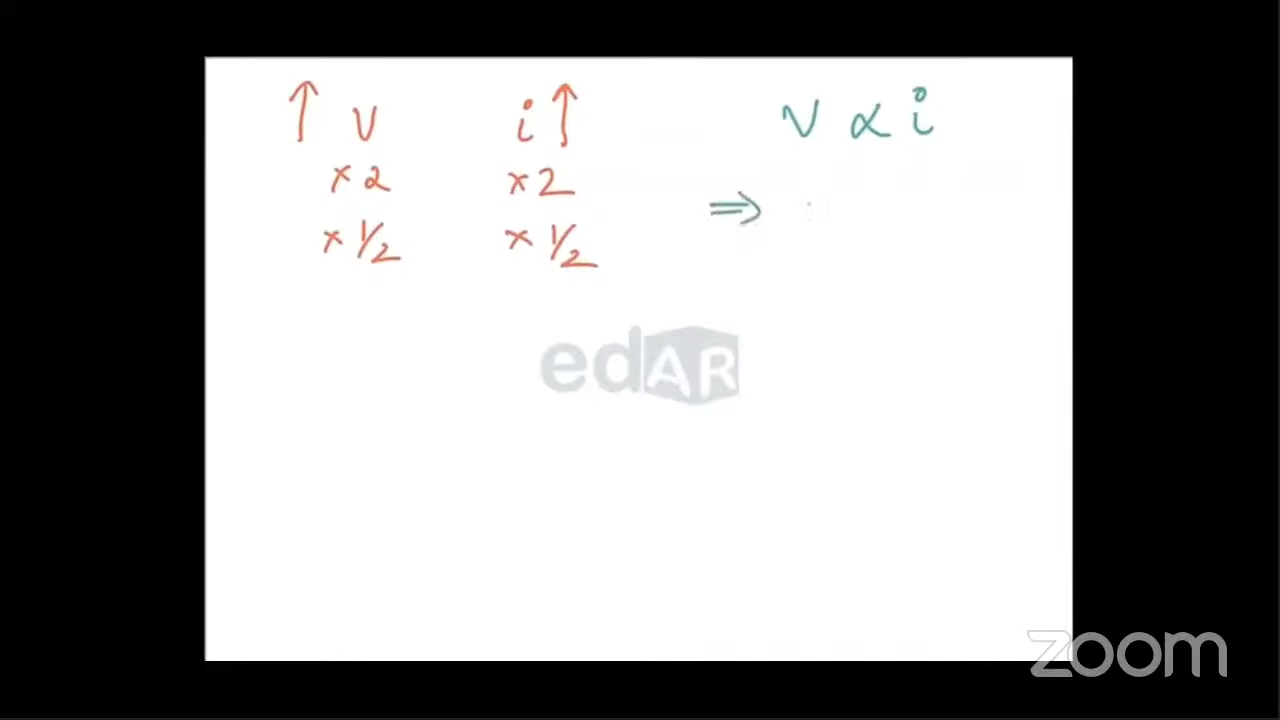 ↑ V i ↑ V ∝ i
×2 ×2
⇒
×1/2 ×1/2
edAR
zoom